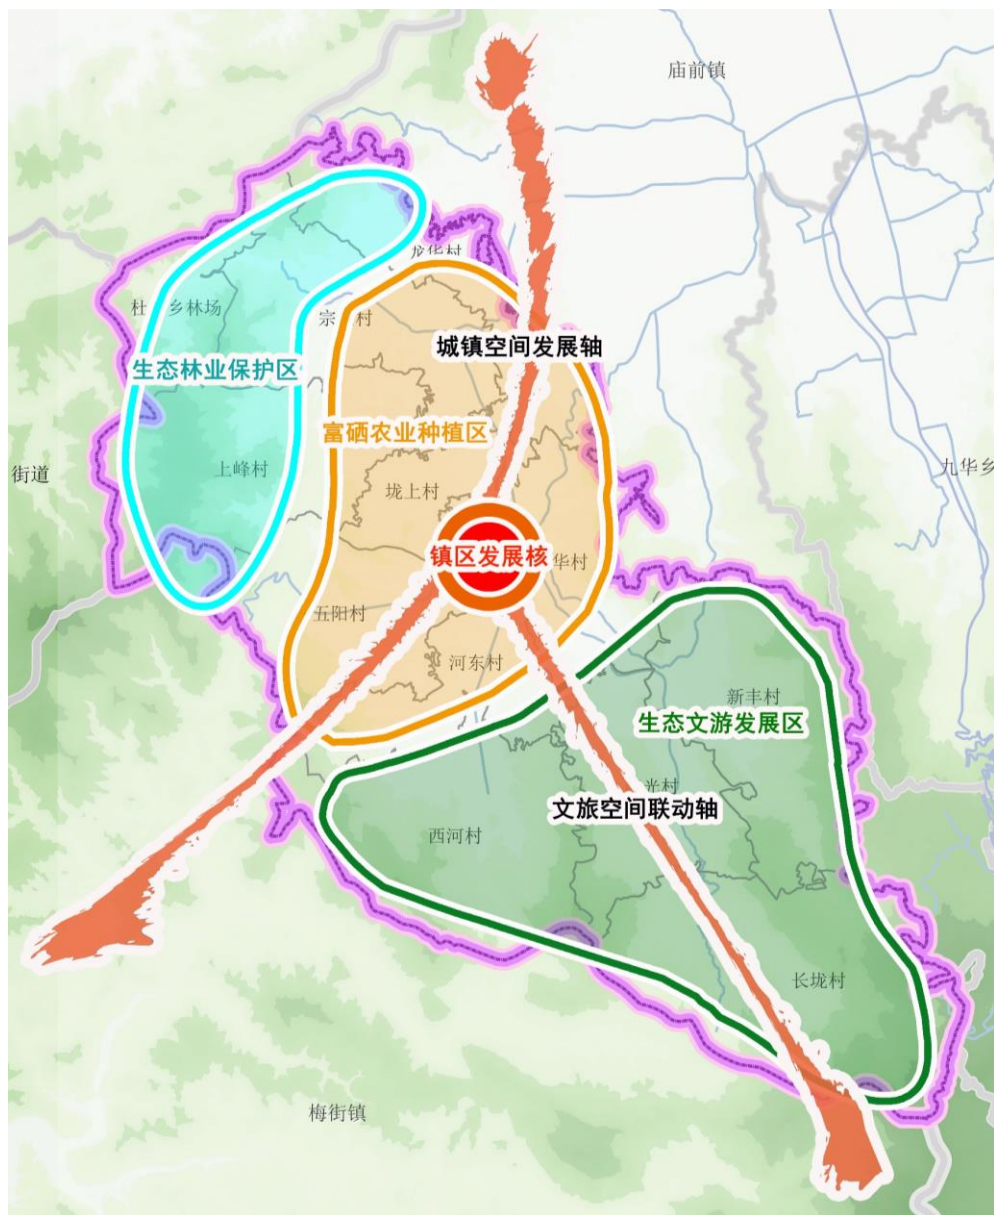 庙前镇
龙华村
杜 乡林场
宗 村
城镇空间发展轴
生态林业保护区
富硒农业种植区
街道
上峰村
九华乡
垅上村
镇区发展核
华村
五阳村
河东村
新丰村
生态文游发展区
光村
文旅空间联动轴
西河村
长垅村
梅街镇